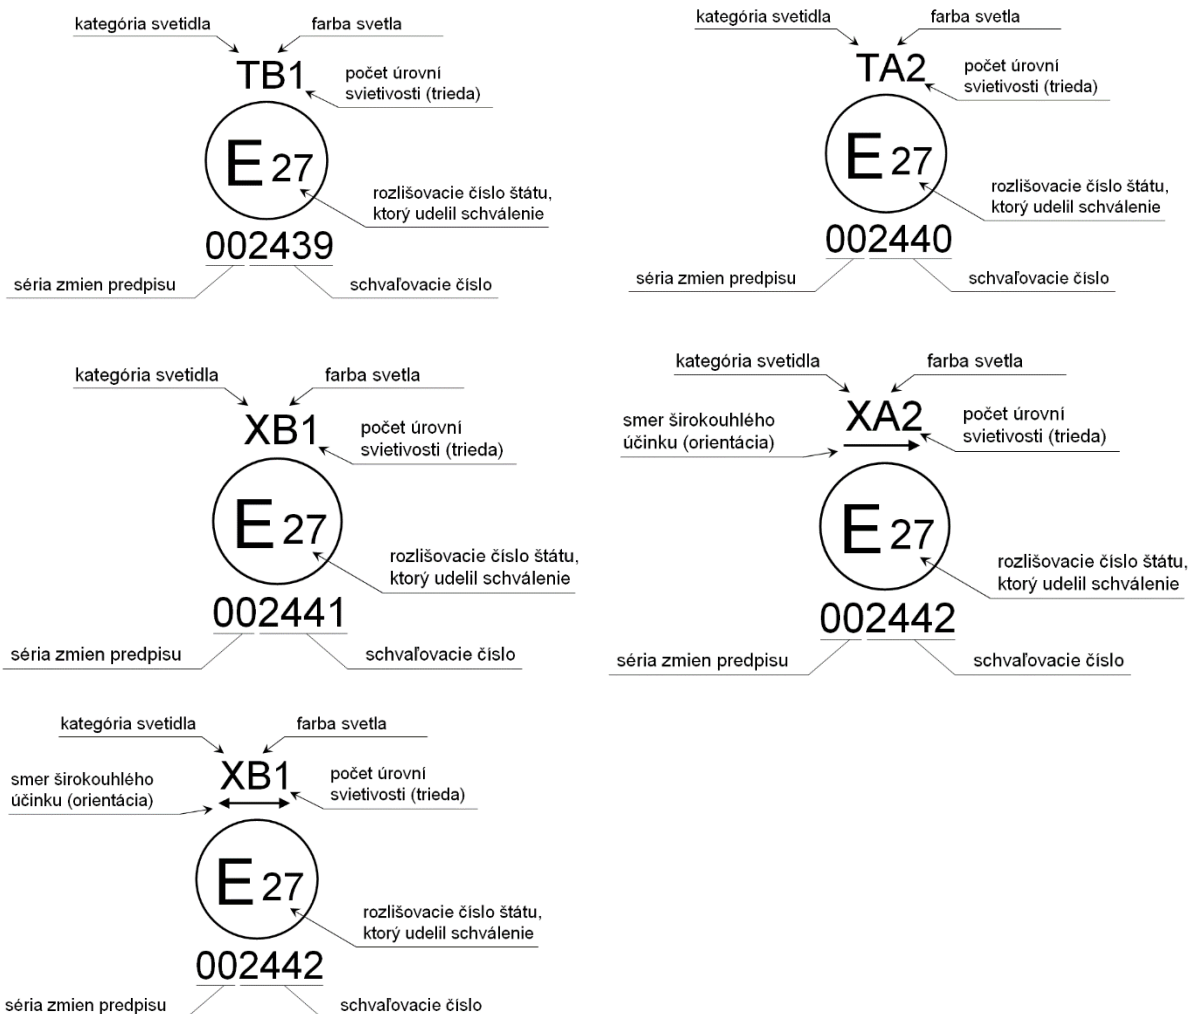 kategória svetidla farba svetla
TB1
počet úrovní
svietivosti (trieda)
E 27
rozlišovacie číslo štátu,
ktorý udelil schválenie
002439
séria zmien predpisu schvaľovacie číslo
kategória svetidla farba svetla
TA2
počet úrovní
svietivosti (trieda)
E 27
rozlišovacie číslo štátu,
ktorý udelil schválenie
002440
séria zmien predpisu schvaľovacie číslo
kategória svetidla farba svetla
XB1
počet úrovní
svietivosti (trieda)
E 27
rozlišovacie číslo štátu,
ktorý udelil schválenie
002441
séria zmien predpisu schvaľovacie číslo
kategória svetidla farba svetla
XA2
smer širokouhlého
účinku (orientácia)
počet úrovní
svietivosti (trieda)
E 27
rozlišovacie číslo štátu,
ktorý udelil schválenie
002442
séria zmien predpisu schvaľovacie číslo
kategória svetidla farba svetla
XB1
smer širokouhlého
účinku (orientácia)
počet úrovní
svietivosti (trieda)
E 27
rozlišovacie číslo štátu,
ktorý udelil schválenie
002442
séria zmien predpisu schvaľovacie číslo